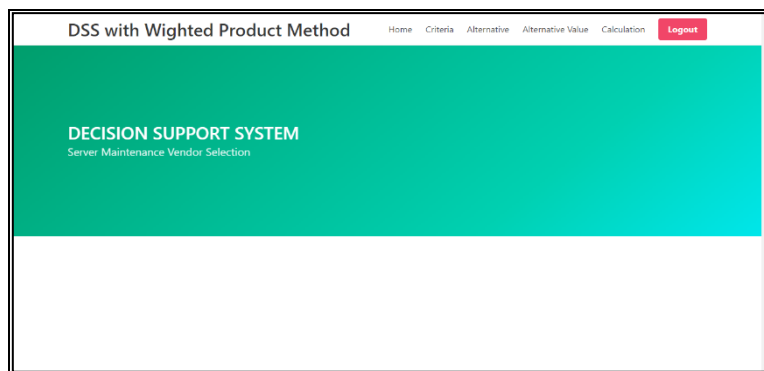 DSS with Wighted Product Method Home Criteria Alternative Alternative Value Calculation Logout
DECISION SUPPORT SYSTEM
Server Maintenance Vendor Selection